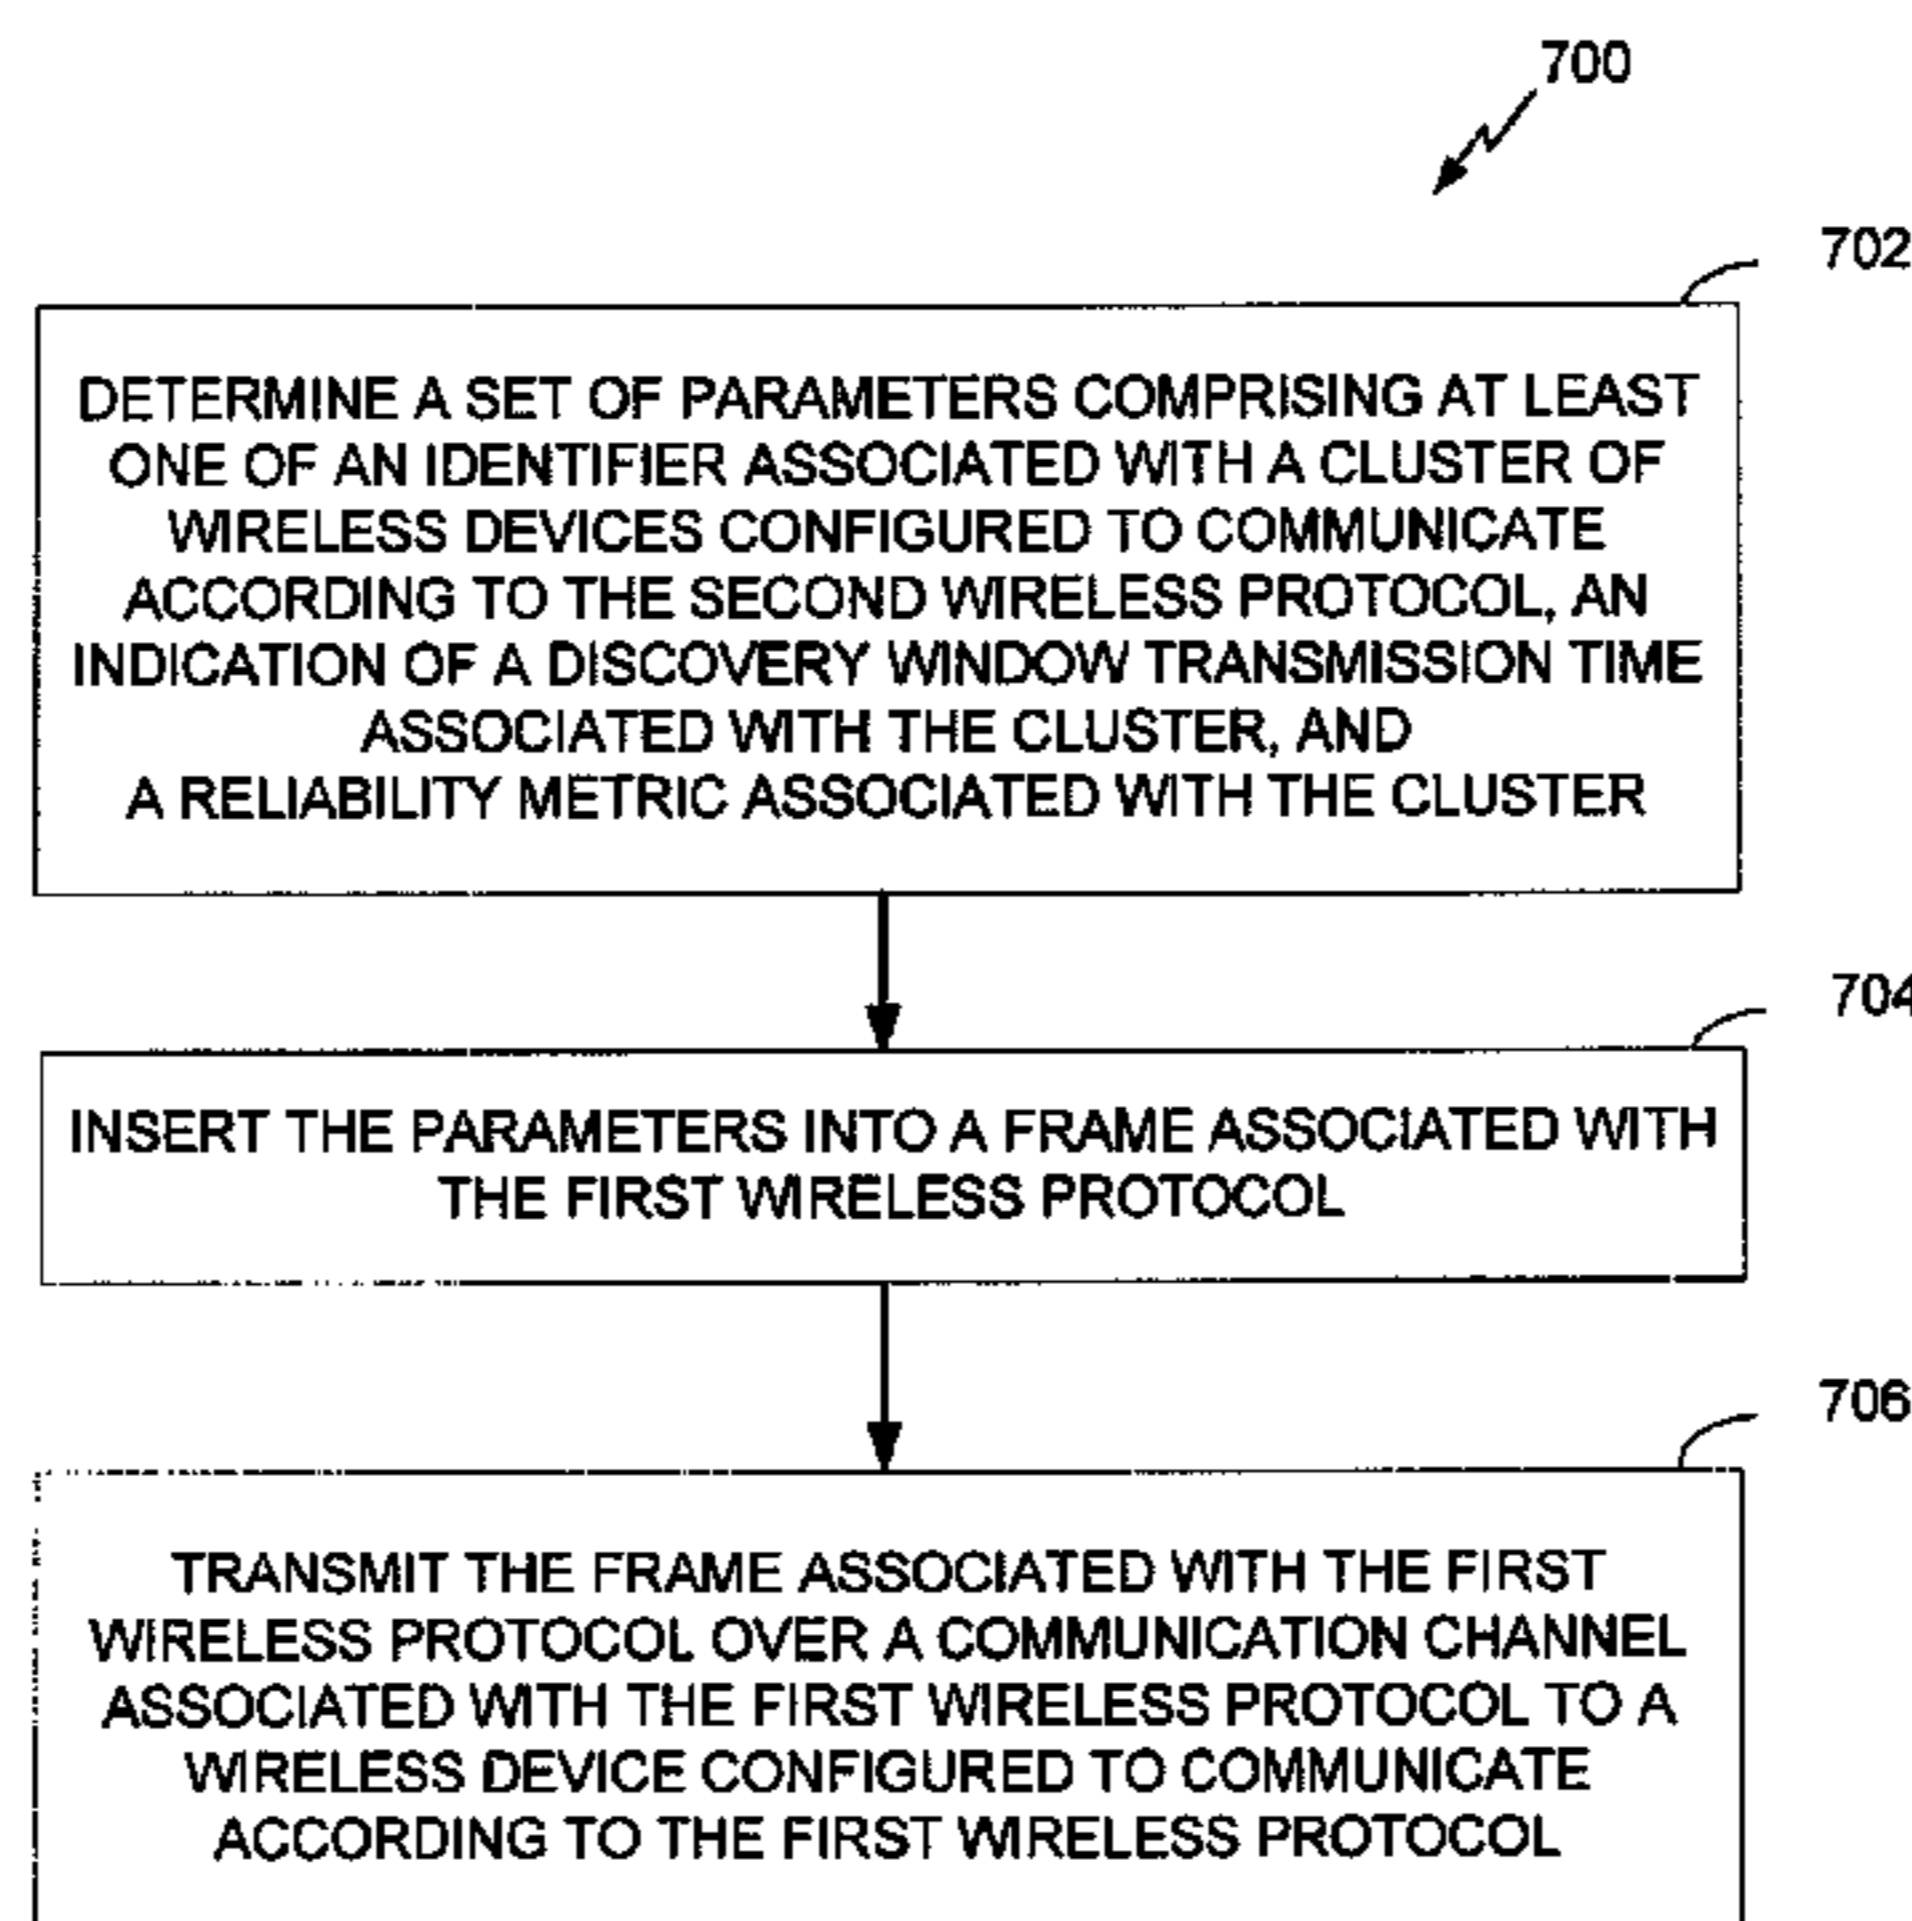 700
702
DETERMINE A SET OF PARAMETERS COMPRISING AT LEAST
ONE OF AN IDENTIFIER ASSOCIATED WITH A CLUSTER OF
WIRELESS DEVICES CONFIGURED TO COMMUNICATE
ACCORDING TO THE SECOND WIRELESS PROTOCOL, AN
INDICATION OF A DISCOVERY WINDOW TRANSMISSION TIME
ASSOCIATED WITH THE CLUSTER, AND
A RELIABILITY METRIC ASSOCIATED WITH THE CLUSTER
704
INSERT THE PARAMETERS INTO A FRAME ASSOCIATED WITH
THE FIRST WIRELESS PROTOCOL
706
TRANSMIT THE FRAME ASSOCIATED WITH THE FIRST
WIRELESS PROTOCOL OVER A COMMUNICATION CHANNEL
ASSOCIATED WITH THE FIRST WIRELESS PROTOCOL TO A
WIRELESS DEVICE CONFIGURED TO COMMUNICATE
ACCORDING TO THE FIRST WIRELESS PROTOCOL